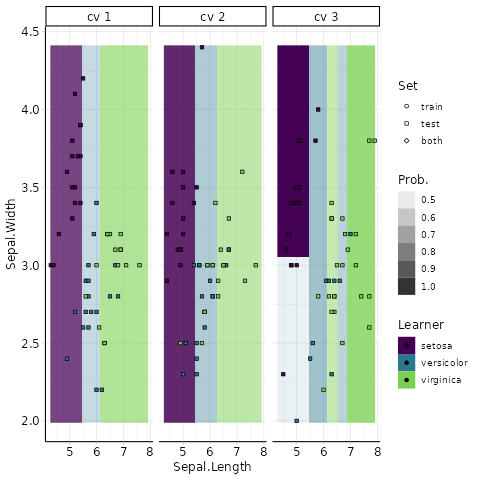 cv 1 cv 2 cv 3
4.5
4.0
3.5
3.0
2.5
2.0
Sepal.Width
5 6 7 8 5 6 7 8 5 6 7 8
Sepal.Length
Set
train
test
both
Prob.
0.5
0.6
0.7
0.8
0.9
1.0
Learner
setosa
versicolor
virginica